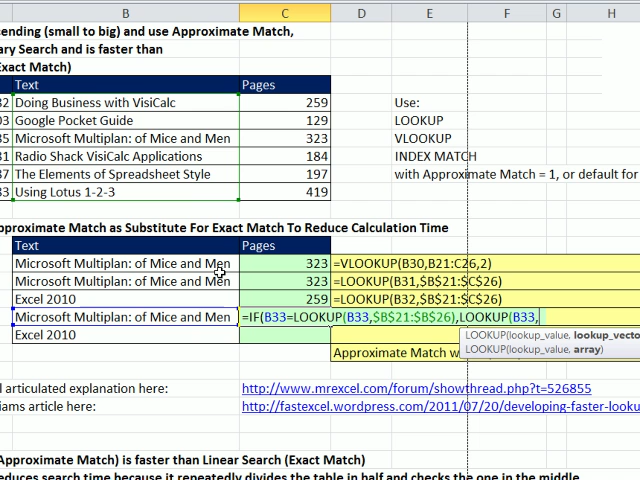 B C D E F G H
cending (small to big) and use Approximate Match,
ary Search and is faster than
Exact Match)
Text Pages
82 Doing Business with VisiCalc 259 Use:
03 Google Pocket Guide 129 LOOKUP
85 Microsoft Multiplan: of Mice and Men 323 VLOOKUP
81 Radio Shack VisiCalc Applications 184 INDEX MATCH
87 The Elements of Spreadsheet Style 197 with Approximate Match = 1, or default for
83 Using Lotus 1-2-3 419
pproximate Match as Substitute For Exact Match To Reduce Calculation Time
Text Pages
Microsoft Multiplan: of Mice and Men 323 =VLOOKUP(B30,B21:C26,2)
Microsoft Multiplan: of Mice and Men 323 =LOOKUP(B31,$B$21:$C$26)
Excel 2010 259 =LOOKUP(B32,$B$21:$C$26)
Microsoft Multiplan: of Mice and Men =IF(B33=LOOKUP(B33,$B$21:$B$26),LOOKUP(B33,
LOOKUP(lookup_value, lookup_vecto
Excel 2010
LOOKUP(lookup_value, array)
Approximate Match w
l articulated explanation here: http://www.mrexcel.com/forum/showthread.php?t=526855
iams article here: http://fastexcel.wordpress.com/2011/07/20/developing-faster-looku
Approximate Match) is faster than Linear Search (Exact Match)
educes search time because it repeatedly divides the table in half and checks the one in the middle